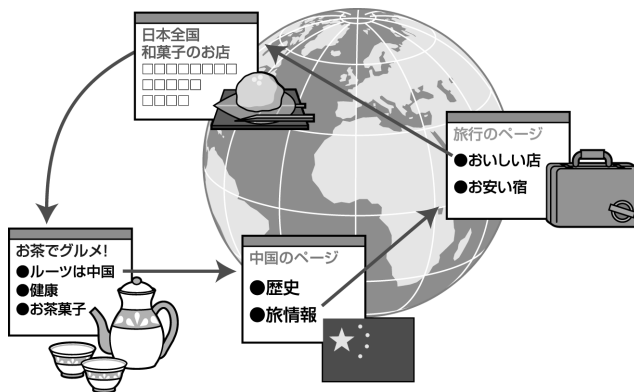 日本全国
和菓子のお店
□□□□□□□□
□□□□□
□□□□
旅行のページ
●おいしい店
●お安い宿
お茶でグルメ!
●ルーツは中国
●健康
●お茶菓子
中国のページ
●歴史
●旅情報